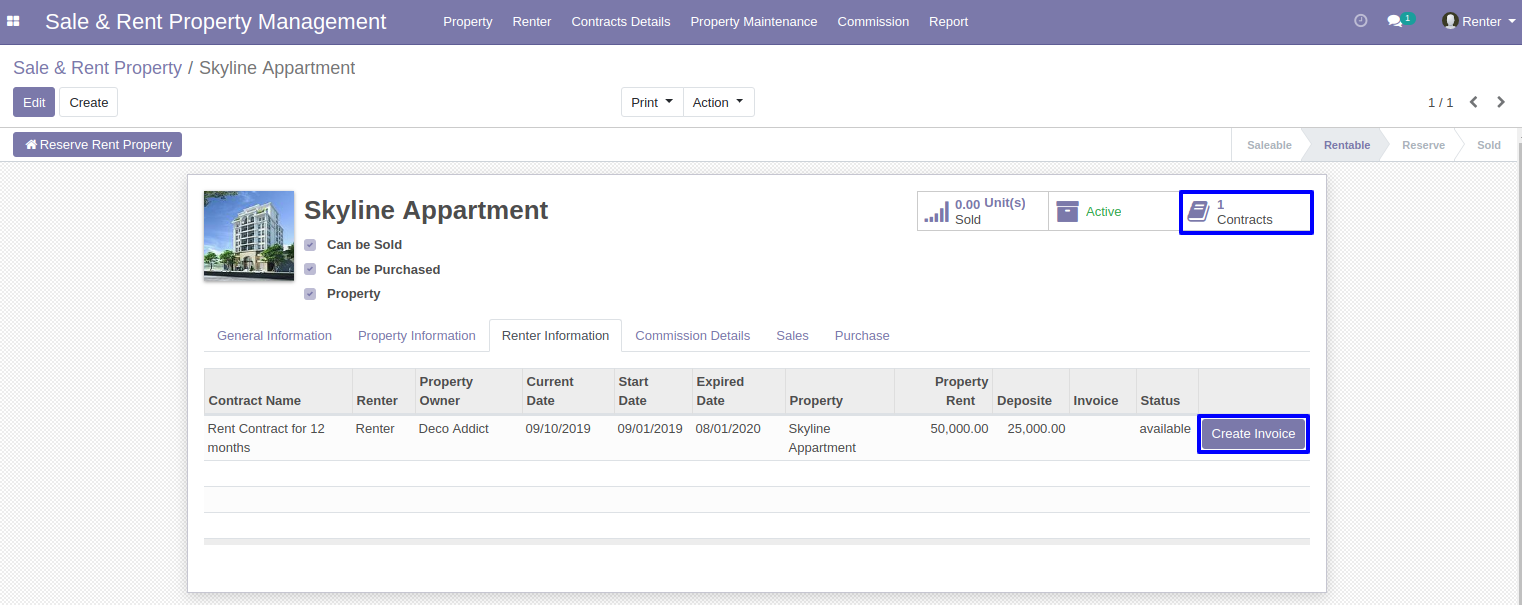 Sale & Rent Property Management
Property Renter Contracts Details Property Maintenance Commission Report
1 Renter
Sale & Rent Property / Skyline Appartment
Edit Create
Print Action
1 / 1
Reserve Rent Property
Saleable Rentable Reserve Sold
Skyline Appartment
0.00 Unit(s)
Sold
Active
1
Contracts
Can be Sold
Can be Purchased
Property
General Information Property Information Renter Information Commission Details Sales Purchase
Contract Name Renter Property Owner Current Date Start Date Expired Date Property Property Rent Deposite Invoice Status
Rent Contract for 12 months Renter Deco Addict 09/10/2019 09/01/2019 08/01/2020 Skyline Appartment 50,000.00 25,000.00 available Create Invoice